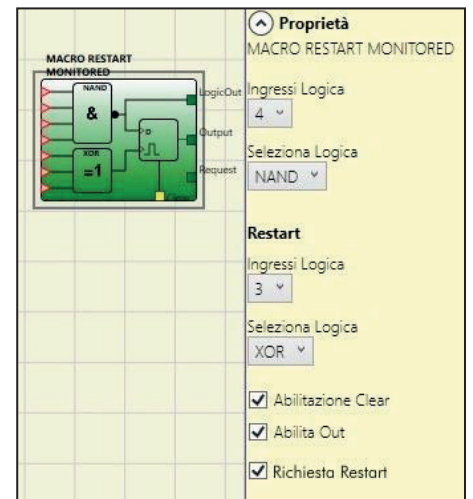 MACRO RESTART
MONITORED
NAND
&
XOR
=1
D
LogicOut
Output
Request
Clear
Proprietà
MACRO RESTART MONITORED
Ingressi Logica
4
Seleziona Logica
NAND
Restart
Ingressi Logica
3
Seleziona Logica
XOR
Abilitazione Clear
Abilita Out
Richiesta Restart